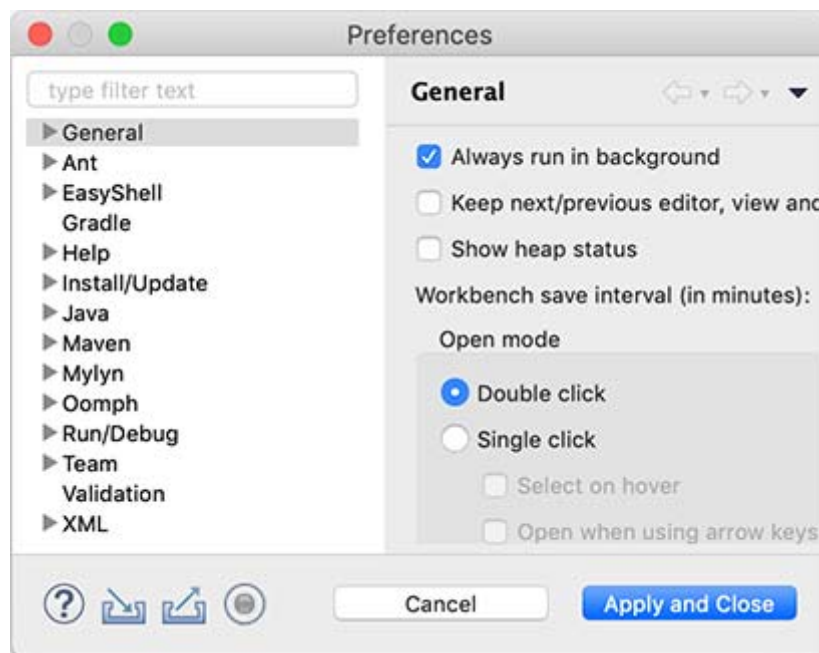 Preferences
type filter text
General
Ant
EasyShell
Gradle
Help
Install/Update
Java
Maven
Mylyn
Oomph
Run/Debug
Team
Validation
XML
General
Always run in background
Keep next/previous editor, view and
Show heap status
Workbench save interval (in minutes):
Open mode
Double click
Single click
Select on hover
Open when using arrow keys
?
Cancel
Apply and Close